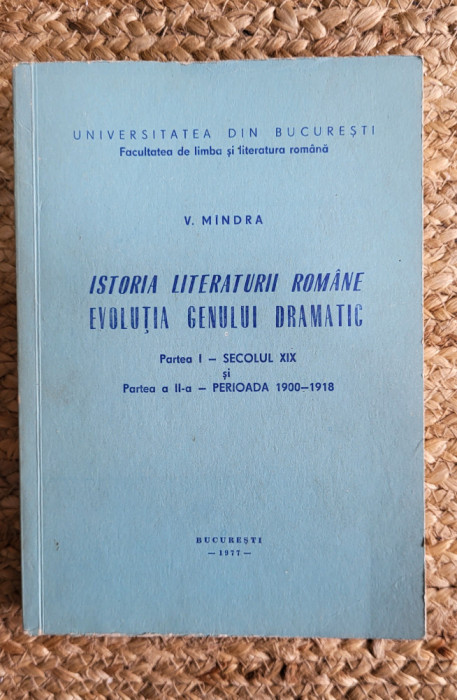 UNIVERSITATEA DIN BUCUREȘTI
Facultatea de limba și literatura română
V. MINDRA
ISTORIA LITERATURII ROMÂNE
EVOLUȚIA GENULUI DRAMATIC
Partea I – SECOLUL XIX
și
Partea a II-a – PERIOADA 1900–1918
BUCUREȘTI
— 1977 —